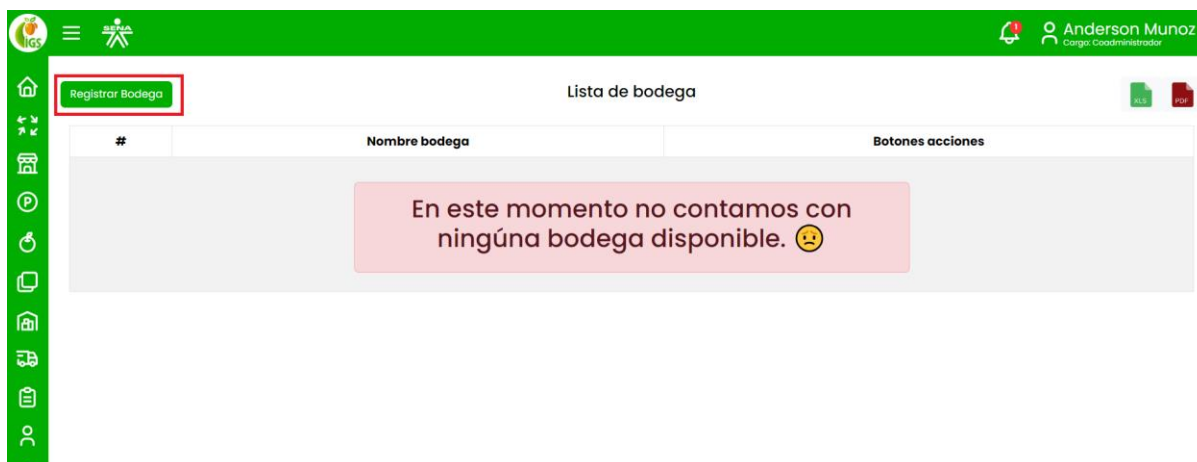 IGS
SENA
1
Anderson Munoz
Cargo: Coadministrador
Registrar Bodega
Lista de bodega
XLS
PDF
# Nombre bodega Botones acciones
En este momento no contamos con
ningúna bodega disponible. 😟
P